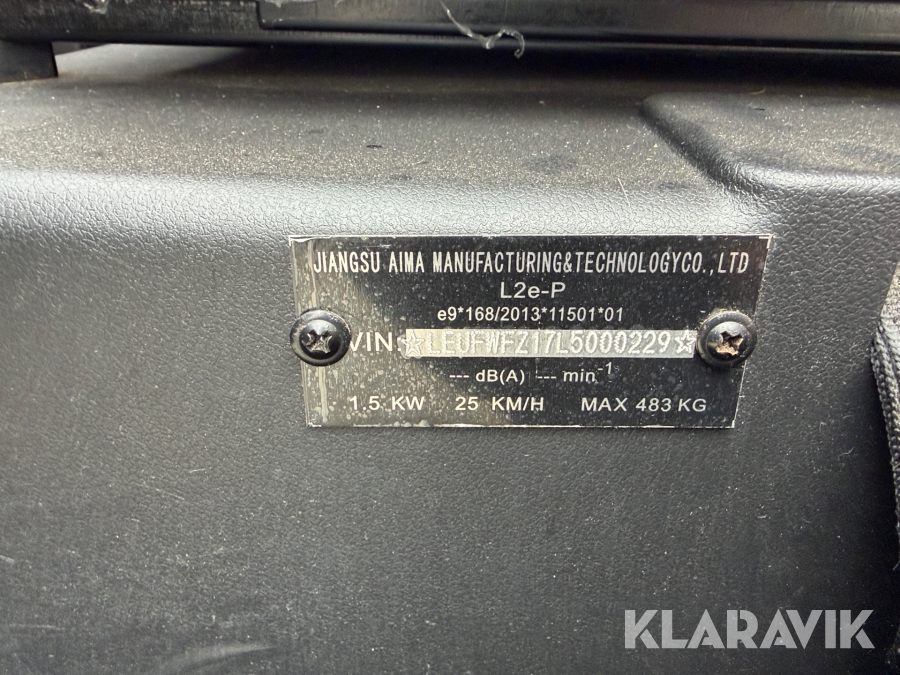 JIANGSU AIMA MANUFACTURING&TECHNOLOGYCO.,LTD
L2e-P
e9*168/2013*11501*01
VIN ☆LEUFWFZ17L5000229☆
--- dB(A) --- min-1
1.5 KW 25 KM/H MAX 483 KG
KLARAVIK